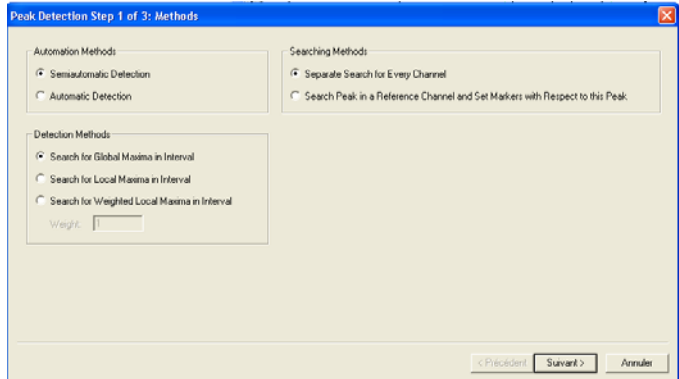 Peak Detection Step 1 of 3: Methods
Automation Methods
Semiautomatic Detection
Automatic Detection
Searching Methods
Separate Search for Every Channel
Search Peak in a Reference Channel and Set Markers with Respect to this Peak.
Detection Methods
Search for Global Maxima in Interval
Search for Local Maxima in Interval
Search for Weighted Local Maxima in Interval
Weight: 1
< Précédent
Suivant >
Annuler